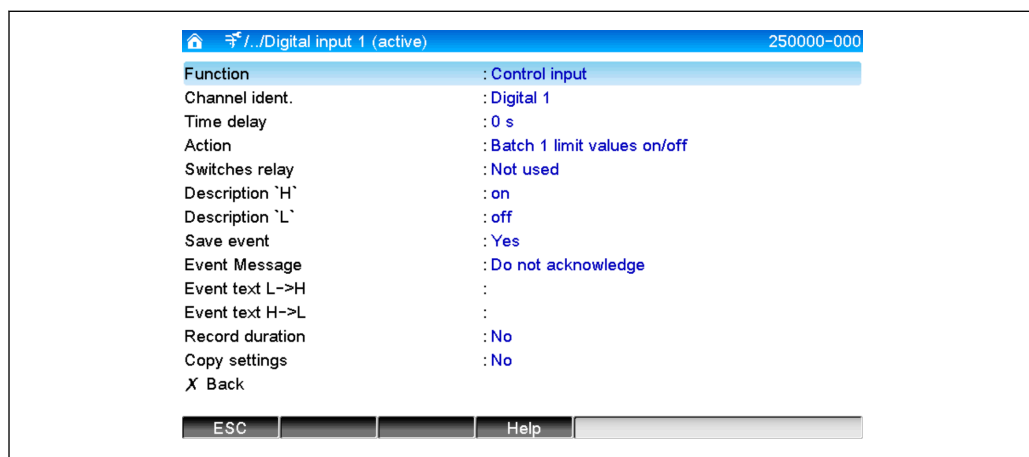 /../Digital input 1 (active) 250000-000
Function : Control input
Channel ident. : Digital 1
Time delay : 0 s
Action : Batch 1 limit values on/off
Switches relay : Not used
Description `H` : on
Description `L` : off
Save event : Yes
Event Message : Do not acknowledge
Event text L->H :
Event text H->L :
Record duration : No
Copy settings : No
X Back
ESC Help